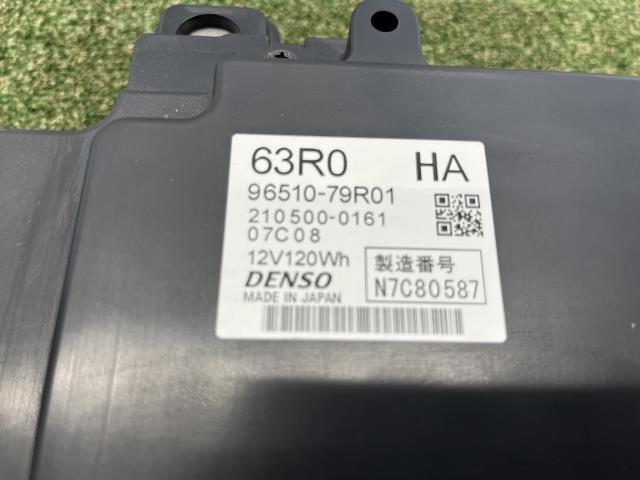 63R0 HA
96510-79R01
210500-0161
07C08
12V120Wh
DENSO
MADE IN JAPAN
製造番号
N7C80587